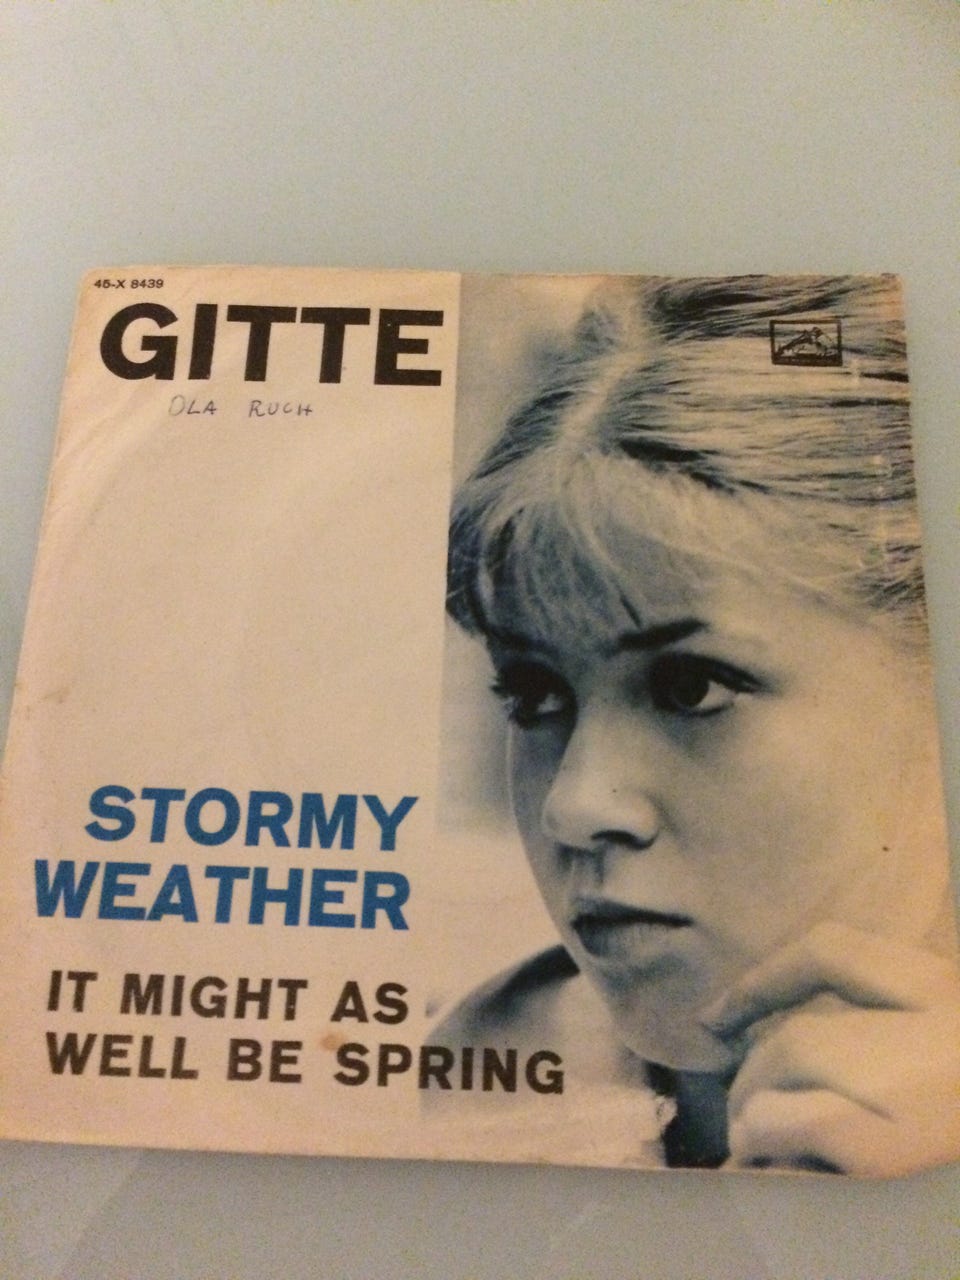 45-X 8439
GITTE
OLA RUCH
STORMY
WEATHER
IT MIGHT AS
WELL BE SPRING